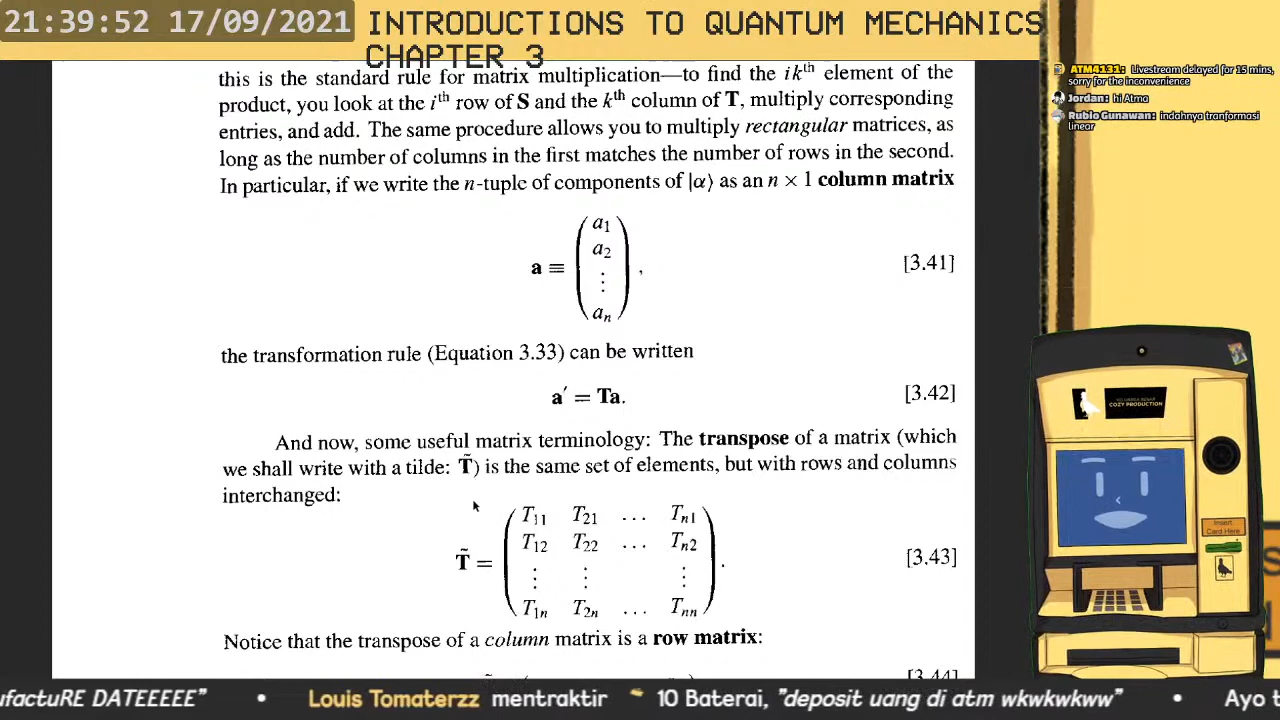 21:39:52 17/09/2021
INTRODUCTIONS TO QUANTUM MECHANICS
CHAPTER 3
this is the standard rule for matrix multiplication—to find the ikth element of the
product, you look at the ith row of S and the kth column of T, multiply corresponding
entries, and add. The same procedure allows you to multiply rectangular matrices, as
long as the number of columns in the first matches the number of rows in the second.
In particular, if we write the n-tuple of components of |α⟩ as an n × 1 column matrix
a ≡ ( a1
a2
⋮
an ) , [3.41]
the transformation rule (Equation 3.33) can be written
a′ = Ta. [3.42]
And now, some useful matrix terminology: The transpose of a matrix (which
we shall write with a tilde: T̃) is the same set of elements, but with rows and columns
interchanged:
T̃ = ( T11 T21 ... Tn1
T12 T22 ... Tn2
⋮ ⋮ ⋮
T1n T2n ... Tnn ) . [3.43]
Notice that the transpose of a column matrix is a row matrix:
[3.44]
ATM4131: Livestream delayed for 15 mins,
sorry for the inconvenience
Jordan: hi Atma
Rubio Gunawan: indahnya tranformasi
linear
COZY PRODUCTION
Insert
Card Here
ufactuRE DATEEEEE" • Louis Tomaterzz mentraktir 10 Baterai, "deposit uang di atm wkwkwkww" • Ayo t